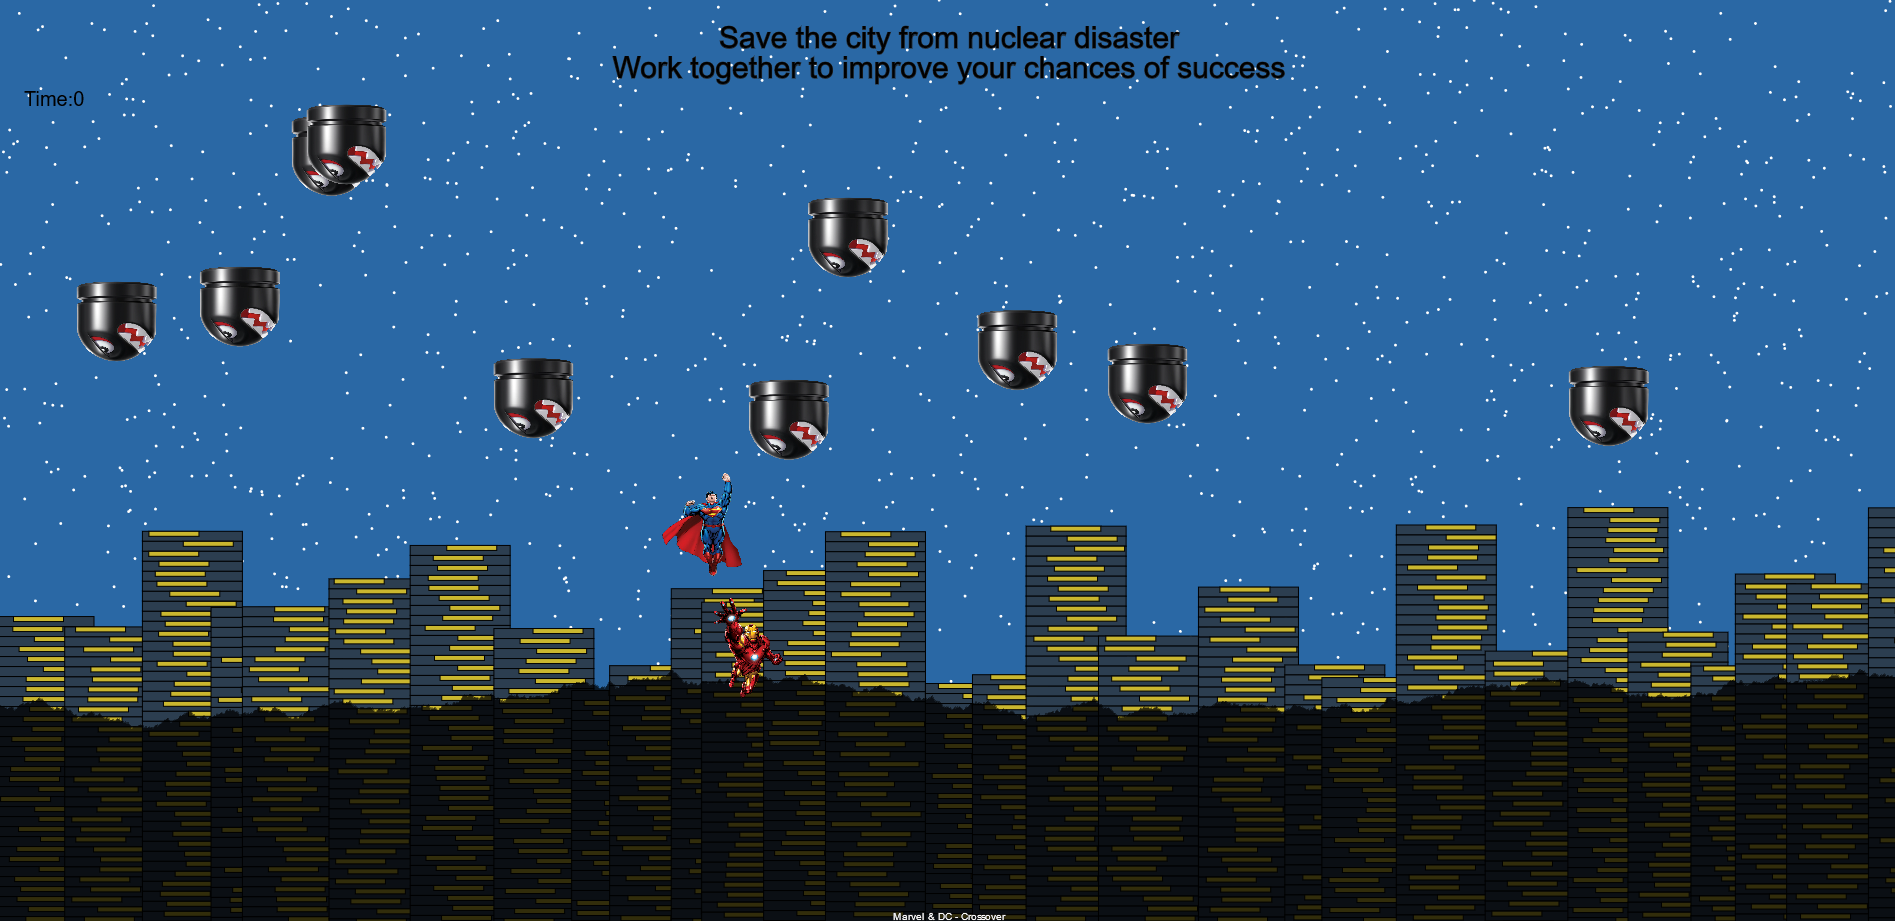 Save the city from nuclear disaster
Work together to improve your chances of success
Time:0
Marvel & DC - Crossover